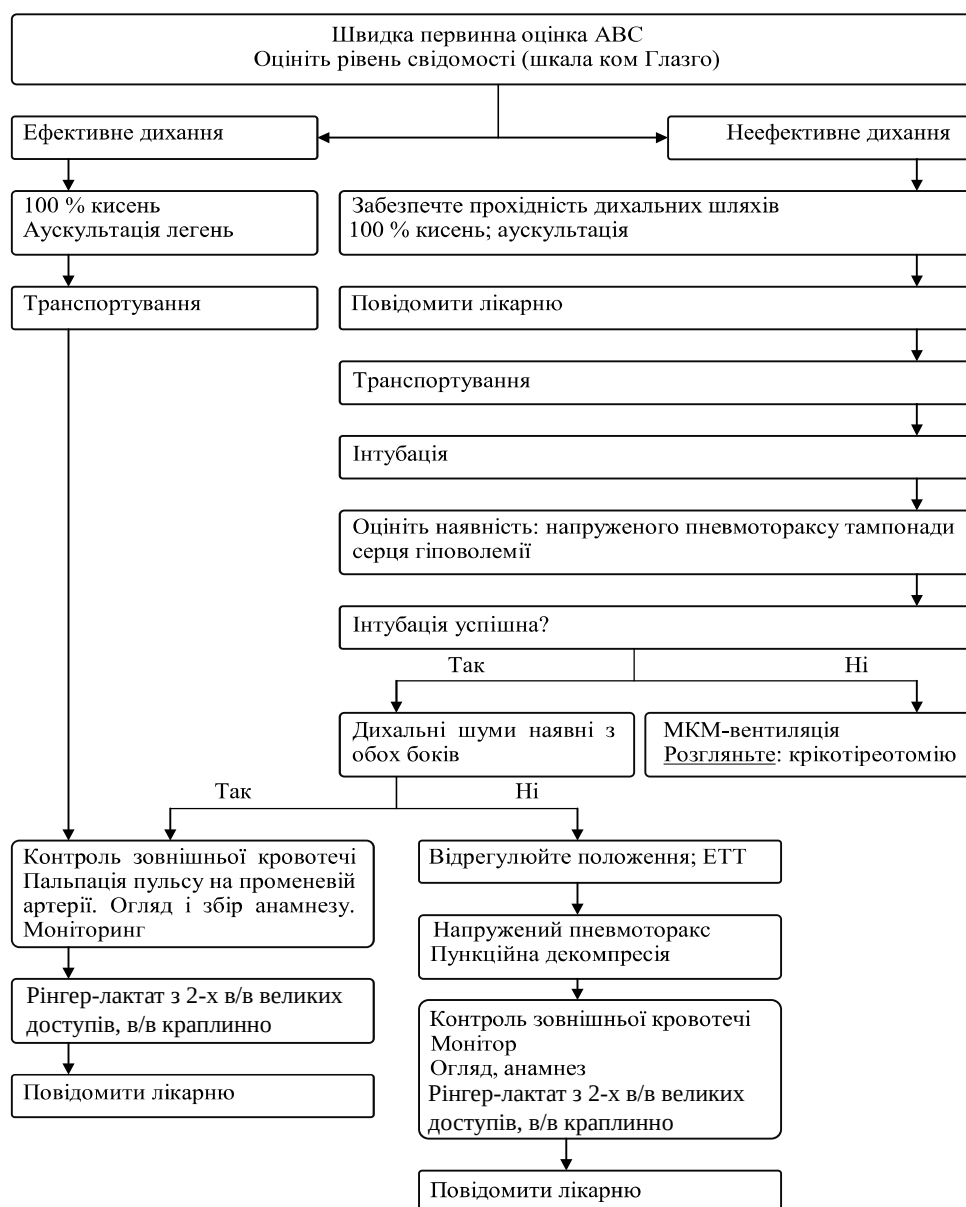 Швидка первинна оцінка АВС
Оцініть рівень свідомості (шкала ком Глазго)
Ефективне дихання
Неефективне дихання
100 % кисень
Аускультація легень
Забезпечте прохідність дихальних шляхів
100 % кисень; аускультація
Транспортування
Повідомити лікарню
Транспортування
Інтубація
Оцініть наявність: напруженого пневмотораксу тампонади
серця гіповолемії
Інтубація успішна?
Так
Ні
Дихальні шуми наявні з
обох боків
МКМ-вентиляція
Розгляньте: крікотіреотомію
Так
Ні
Контроль зовнішньої кровотечі
Пальпація пульсу на променевій
артерії. Огляд і збір анамнезу.
Моніторинг
Відрегулюйте положення; ЕТТ
Напружений пневмоторакс
Пункційна декомпресія
Рінгер-лактат з 2-х в/в великих
доступів, в/в краплинно
Контроль зовнішньої кровотечі
Монітор
Огляд, анамнез
Рінгер-лактат з 2-х в/в великих
доступів, в/в краплинно
Повідомити лікарню
Повідомити лікарню